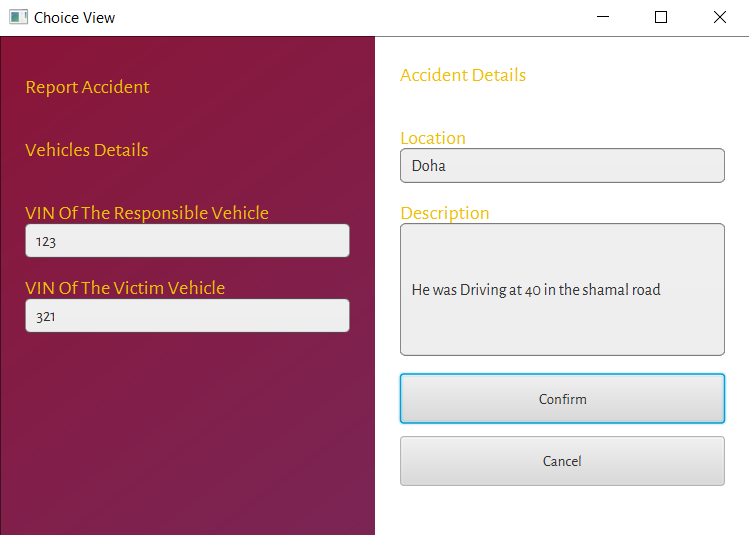 Choice View
Report Accident
Vehicles Details
VIN Of The Responsible Vehicle
123
VIN Of The Victim Vehicle
321
Accident Details
Location
Doha
Description
He was Driving at 40 in the shamal road
Confirm
Cancel